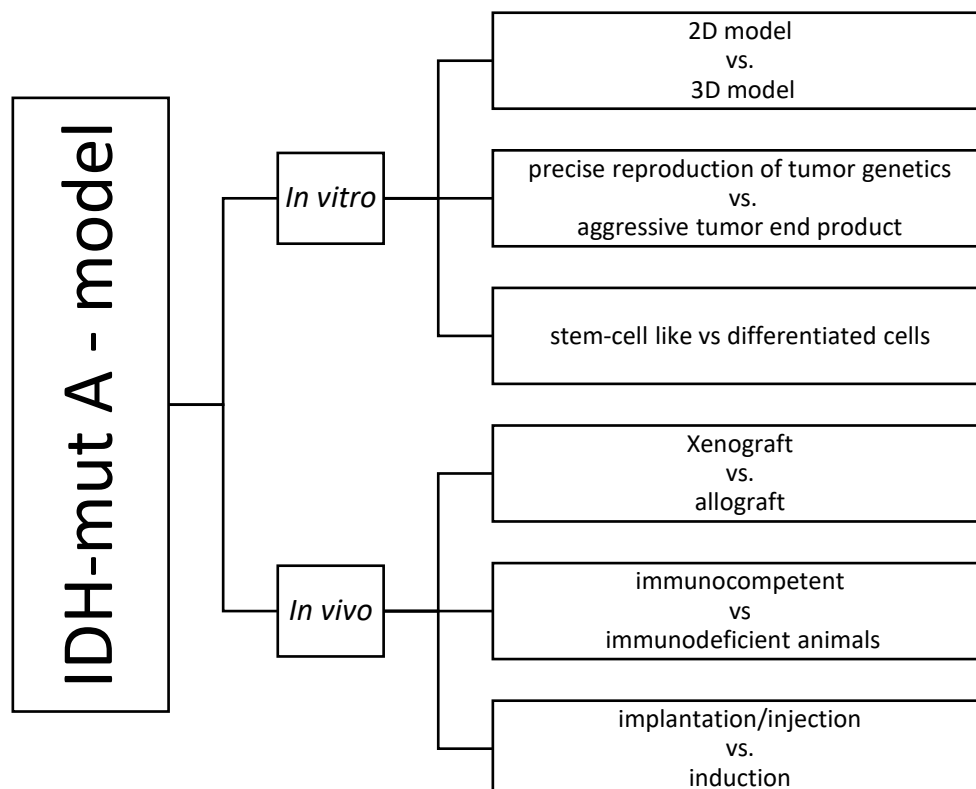 IDH-mut A - model
In vitro
2D model
vs.
3D model
precise reproduction of tumor genetics
vs.
aggressive tumor end product
stem-cell like vs differentiated cells
In vivo
Xenograft
vs.
allograft
immunocompetent
vs
immunodeficient animals
implantation/injection
vs.
induction